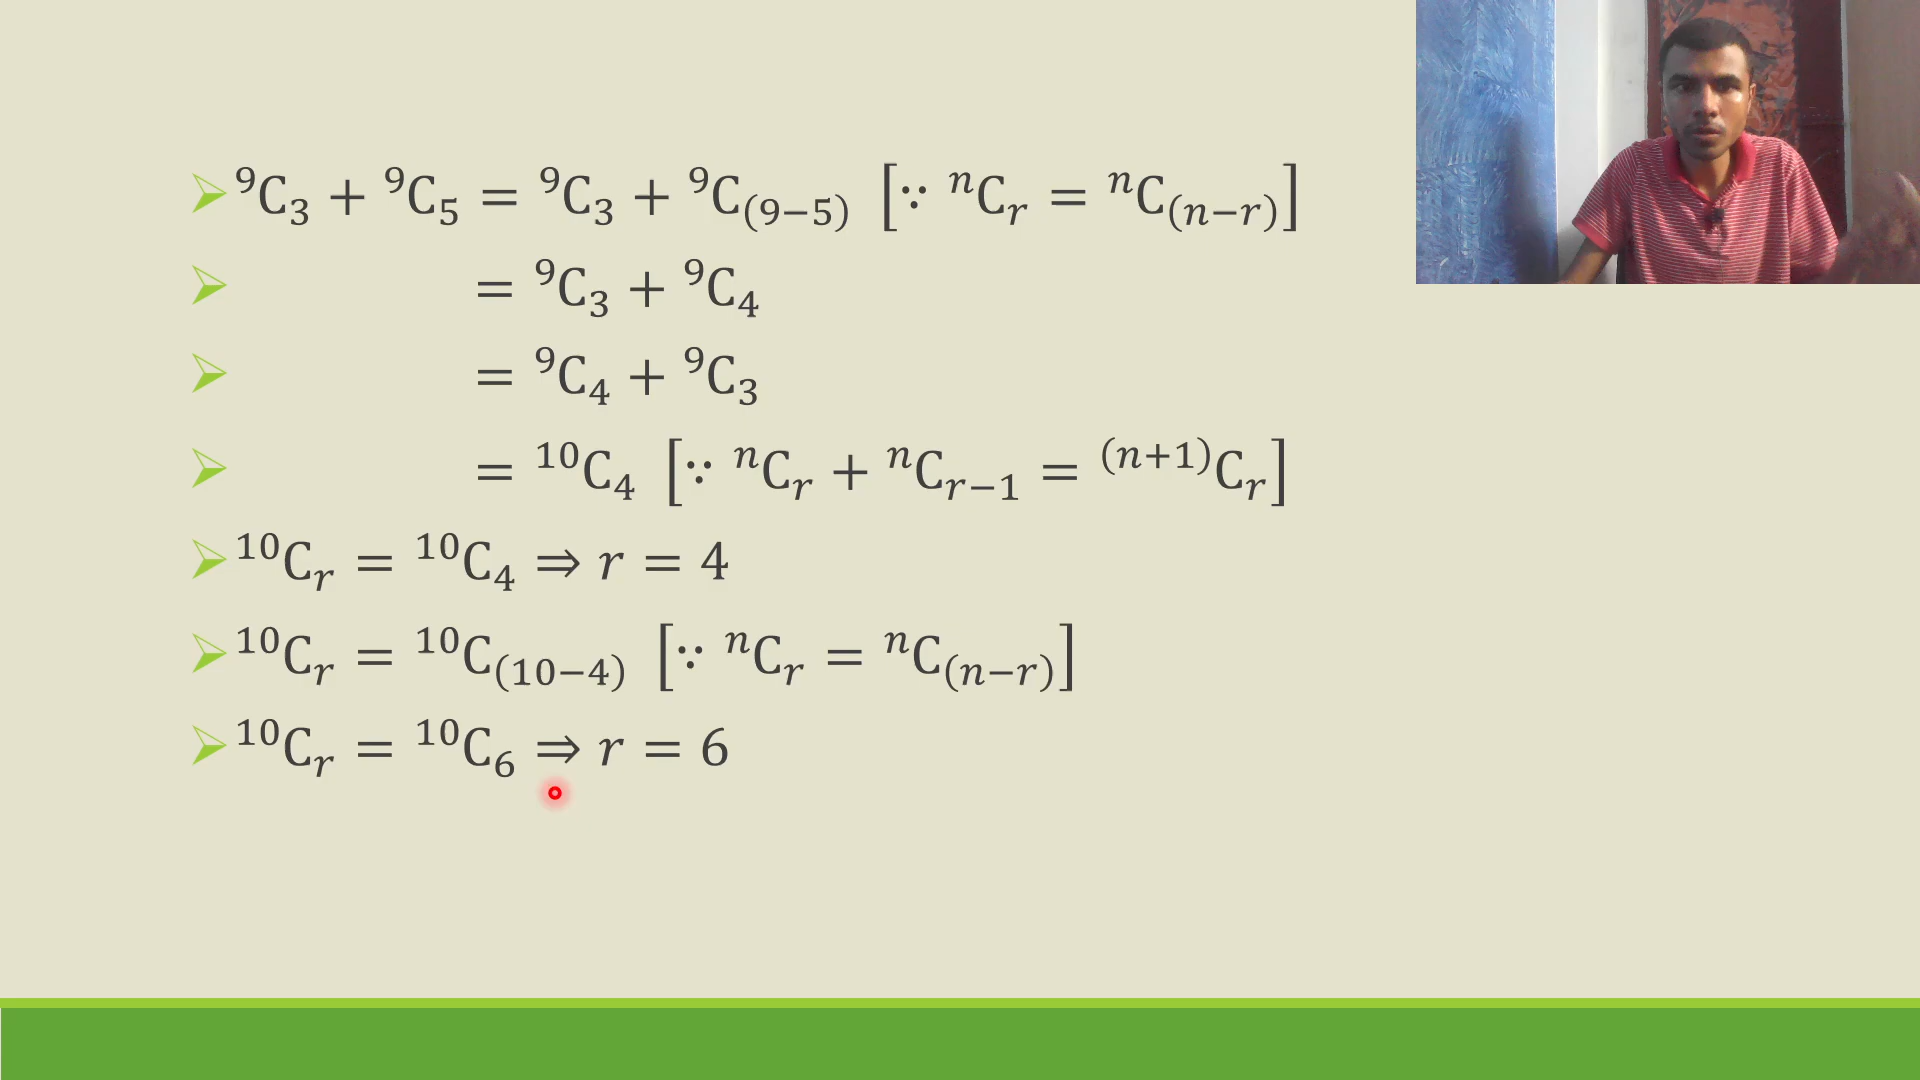 ⁹C₃ + ⁹C₅ = ⁹C₃ + ⁹C₍₉₋₅₎ [∵ ⁿCᵣ = ⁿC₍ₙ₋ᵣ₎]
= ⁹C₃ + ⁹C₄
= ⁹C₄ + ⁹C₃
= ¹⁰C₄ [∵ ⁿCᵣ + ⁿCᵣ₋₁ = ⁽ⁿ⁺¹⁾Cᵣ]
¹⁰Cᵣ = ¹⁰C₄ ⇒ r = 4
¹⁰Cᵣ = ¹⁰C₍₁₀₋₄₎ [∵ ⁿCᵣ = ⁿC₍ₙ₋ᵣ₎]
¹⁰Cᵣ = ¹⁰C₆ ⇒ r = 6